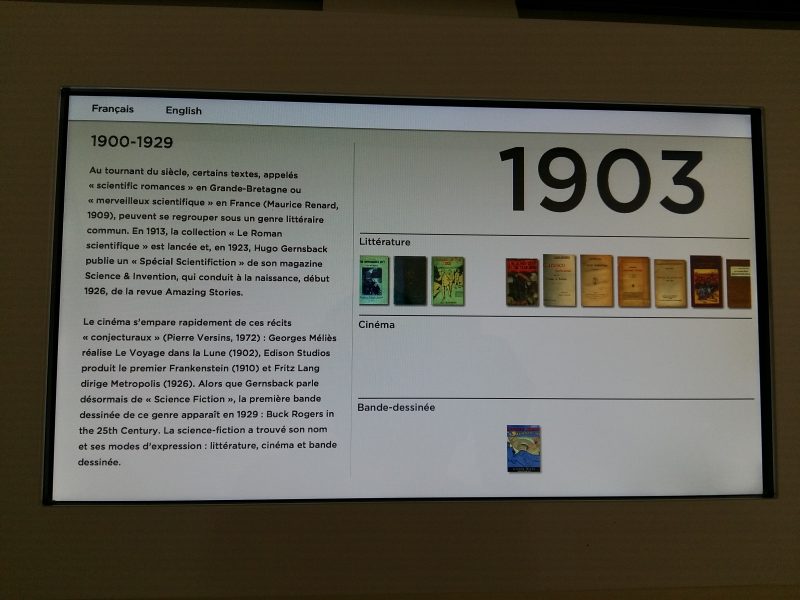 Français English
1900-1929
Au tournant du siècle, certains textes, appelés
« scientific romances » en Grande-Bretagne ou
« merveilleux scientifique » en France (Maurice Renard,
1909), peuvent se regrouper sous un genre littéraire
commun. En 1913, la collection « Le Roman
scientifique » est lancée et, en 1923, Hugo Gernsback
publie un « Spécial Scientifiction » de son magazine
Science & Invention, qui conduit à la naissance, début
1926, de la revue Amazing Stories.
Le cinéma s'empare rapidement de ces récits
« conjecturaux » (Pierre Versins, 1972) : Georges Méliès
réalise Le Voyage dans la Lune (1902), Edison Studios
produit le premier Frankenstein (1910) et Fritz Lang
dirige Metropolis (1926). Alors que Gernsback parle
désormais de « Science Fiction », la première bande
dessinée de ce genre apparaît en 1929 : Buck Rogers in
the 25th Century. La science-fiction a trouvé son nom
et ses modes d'expression : littérature, cinéma et bande
dessinée.
1903
Littérature
Cinéma
Bande-dessinée